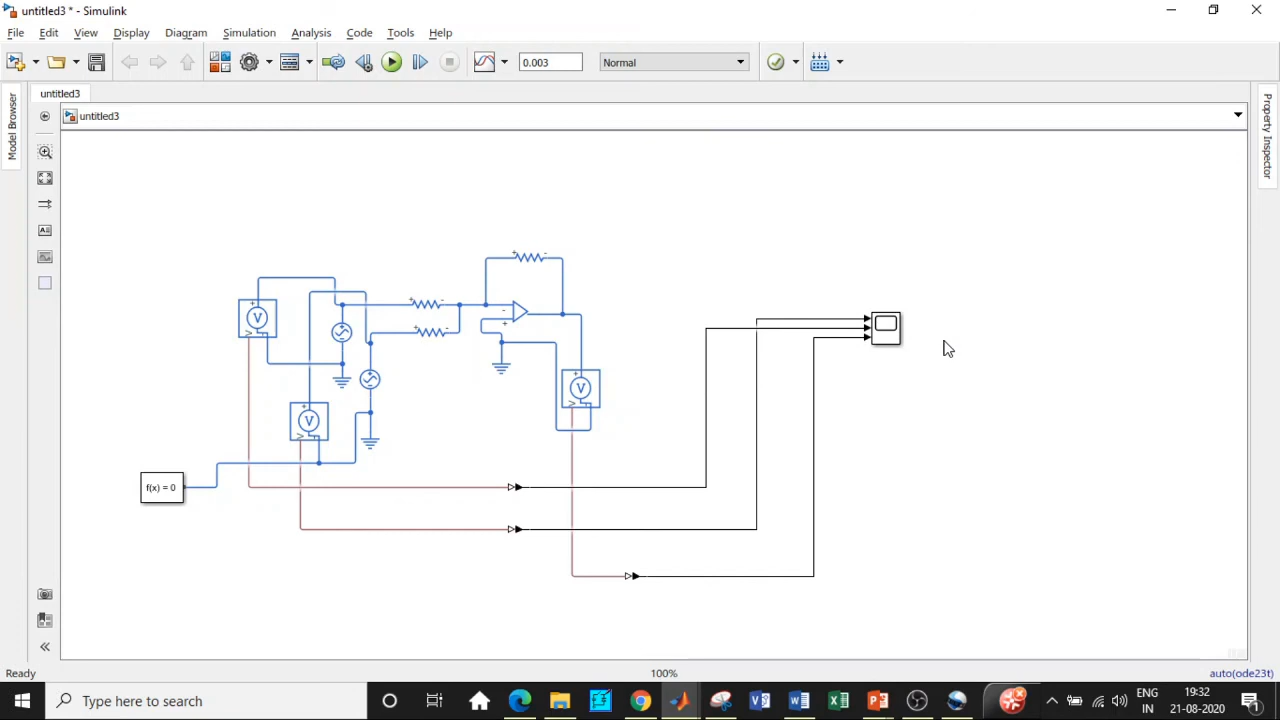 untitled3 * - Simulink
File Edit View Display Diagram Simulation Analysis Code Tools Help
0.003 Normal
untitled3
untitled3
Model Browser
Property Inspector
+ -
+ -
+ -
- +
+ V
+ V
+ V
f(x) = 0
Ready 100% auto(ode23t)
Type here to search
ENG 19:32
IN 21-08-2020
1